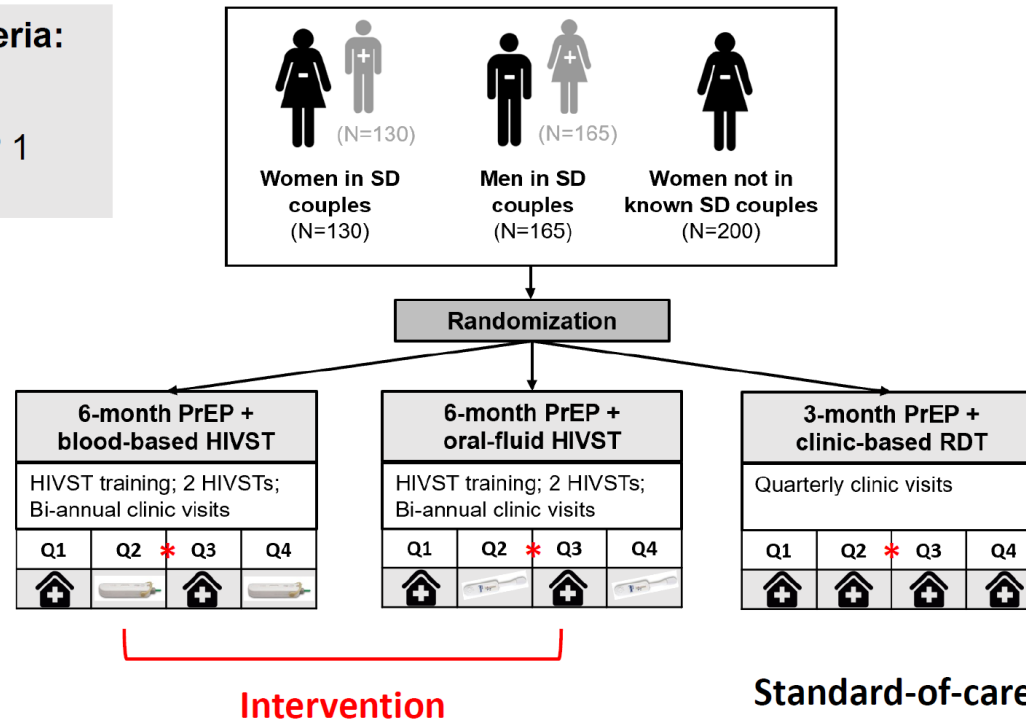 eria:
1
(N=130)
(N=165)
Women in SD
couples
(N=130)
Men in SD
couples
(N=165)
Women not in
known SD couples
(N=200)
Randomization
6-month PrEP +
blood-based HIVST
HIVST training; 2 HIVSTs;
Bi-annual clinic visits
Q1 Q2 * Q3 Q4
6-month PrEP +
oral-fluid HIVST
HIVST training; 2 HIVSTs;
Bi-annual clinic visits
Q1 Q2 * Q3 Q4
3-month PrEP +
clinic-based RDT
Quarterly clinic visits
Q1 Q2 * Q3 Q4
Intervention
Standard-of-care